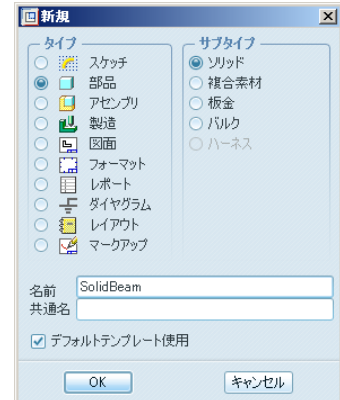 新規
タイプ
スケッチ
部品
アセンブリ
製造
図面
フォーマット
レポート
ダイヤグラム
レイアウト
マークアップ
サブタイプ
ソリッド
複合素材
板金
バルク
ハーネス
名前 SolidBeam
共通名
デフォルトテンプレート使用
OK キャンセル